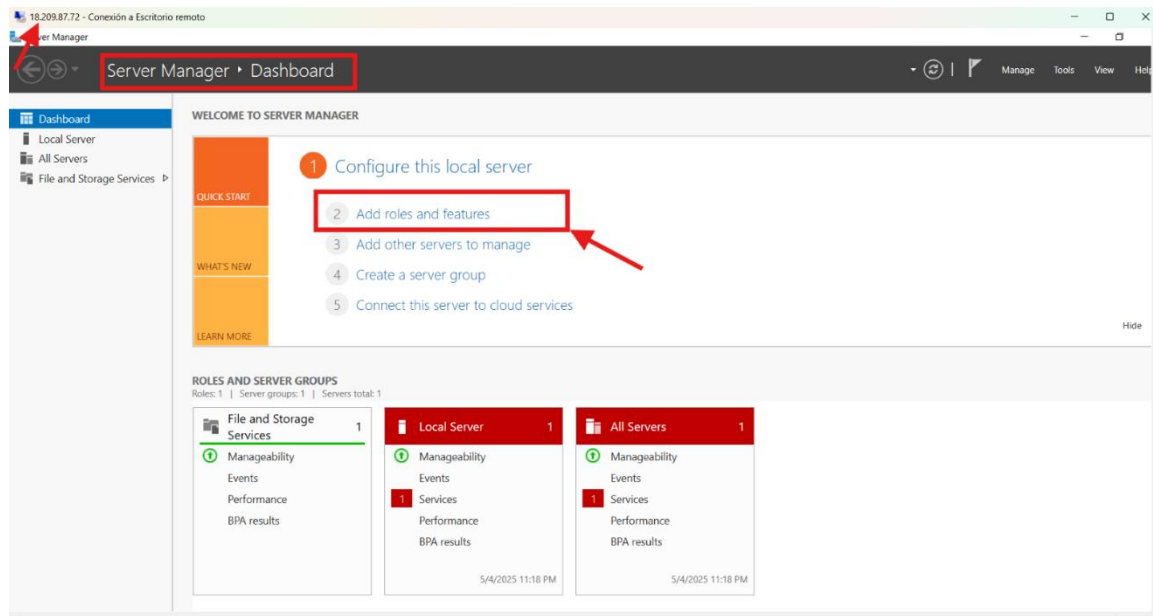 18.209.87.72 - Conexión a Escritorio remoto
ver Manager
Server Manager Dashboard
Manage Tools View Help
Dashboard
Local Server
All Servers
File and Storage Services
WELCOME TO SERVER MANAGER
QUICK START
WHAT'S NEW
LEARN MORE
1 Configure this local server
2 Add roles and features
3 Add other servers to manage
4 Create a server group
5 Connect this server to cloud services
Hide
ROLES AND SERVER GROUPS
Roles: 1 | Server groups: 1 | Servers total: 1
File and Storage
Services 1
Manageability
Events
Performance
BPA results
Local Server 1
Manageability
Events
1 Services
Performance
BPA results
5/4/2025 11:18 PM
All Servers 1
Manageability
Events
1 Services
Performance
BPA results
5/4/2025 11:18 PM